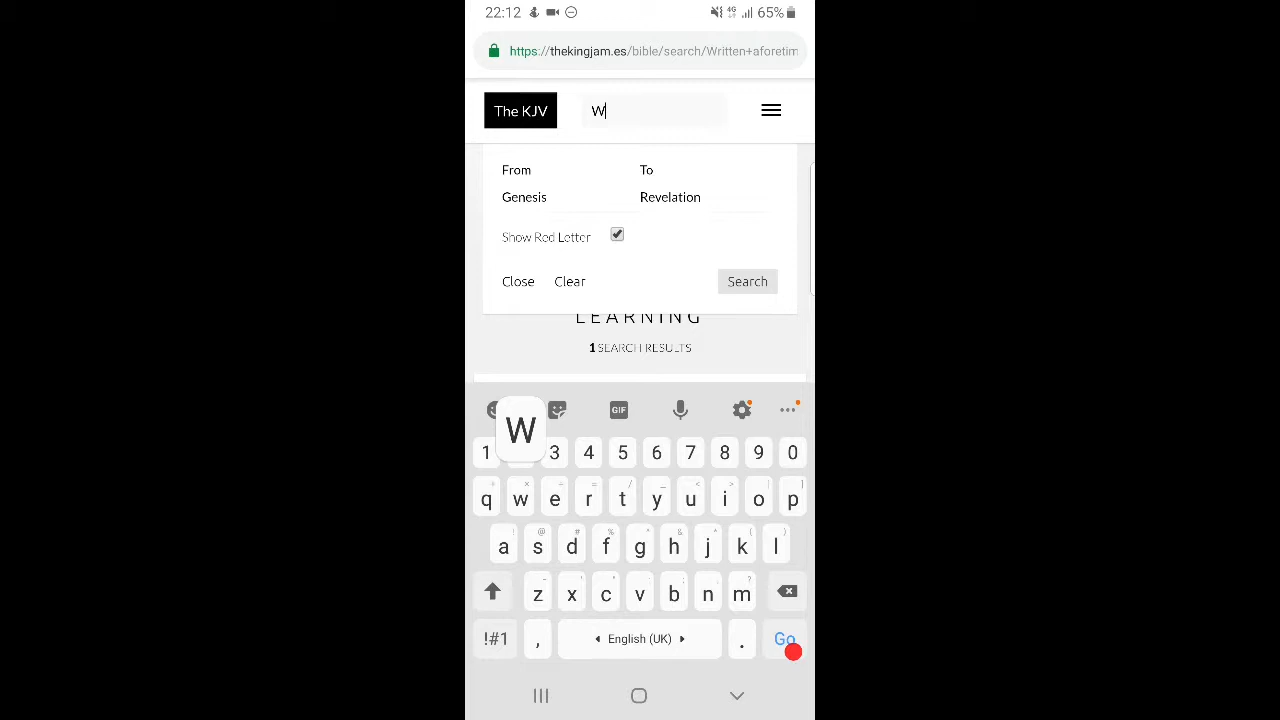 22:12 4G 65%
https://thekingjam.es/bible/search/Written+aforetim
The KJV W
From To
Genesis Revelation
Show Red Letter
Close Clear Search
LEARNING
1 SEARCH RESULTS
GIF
W
1 3 4 5 6 7 8 9 0
q w e r t y u i o p
a s d f g h j k l
z x c v b n m
!#1 , English (UK) . Go